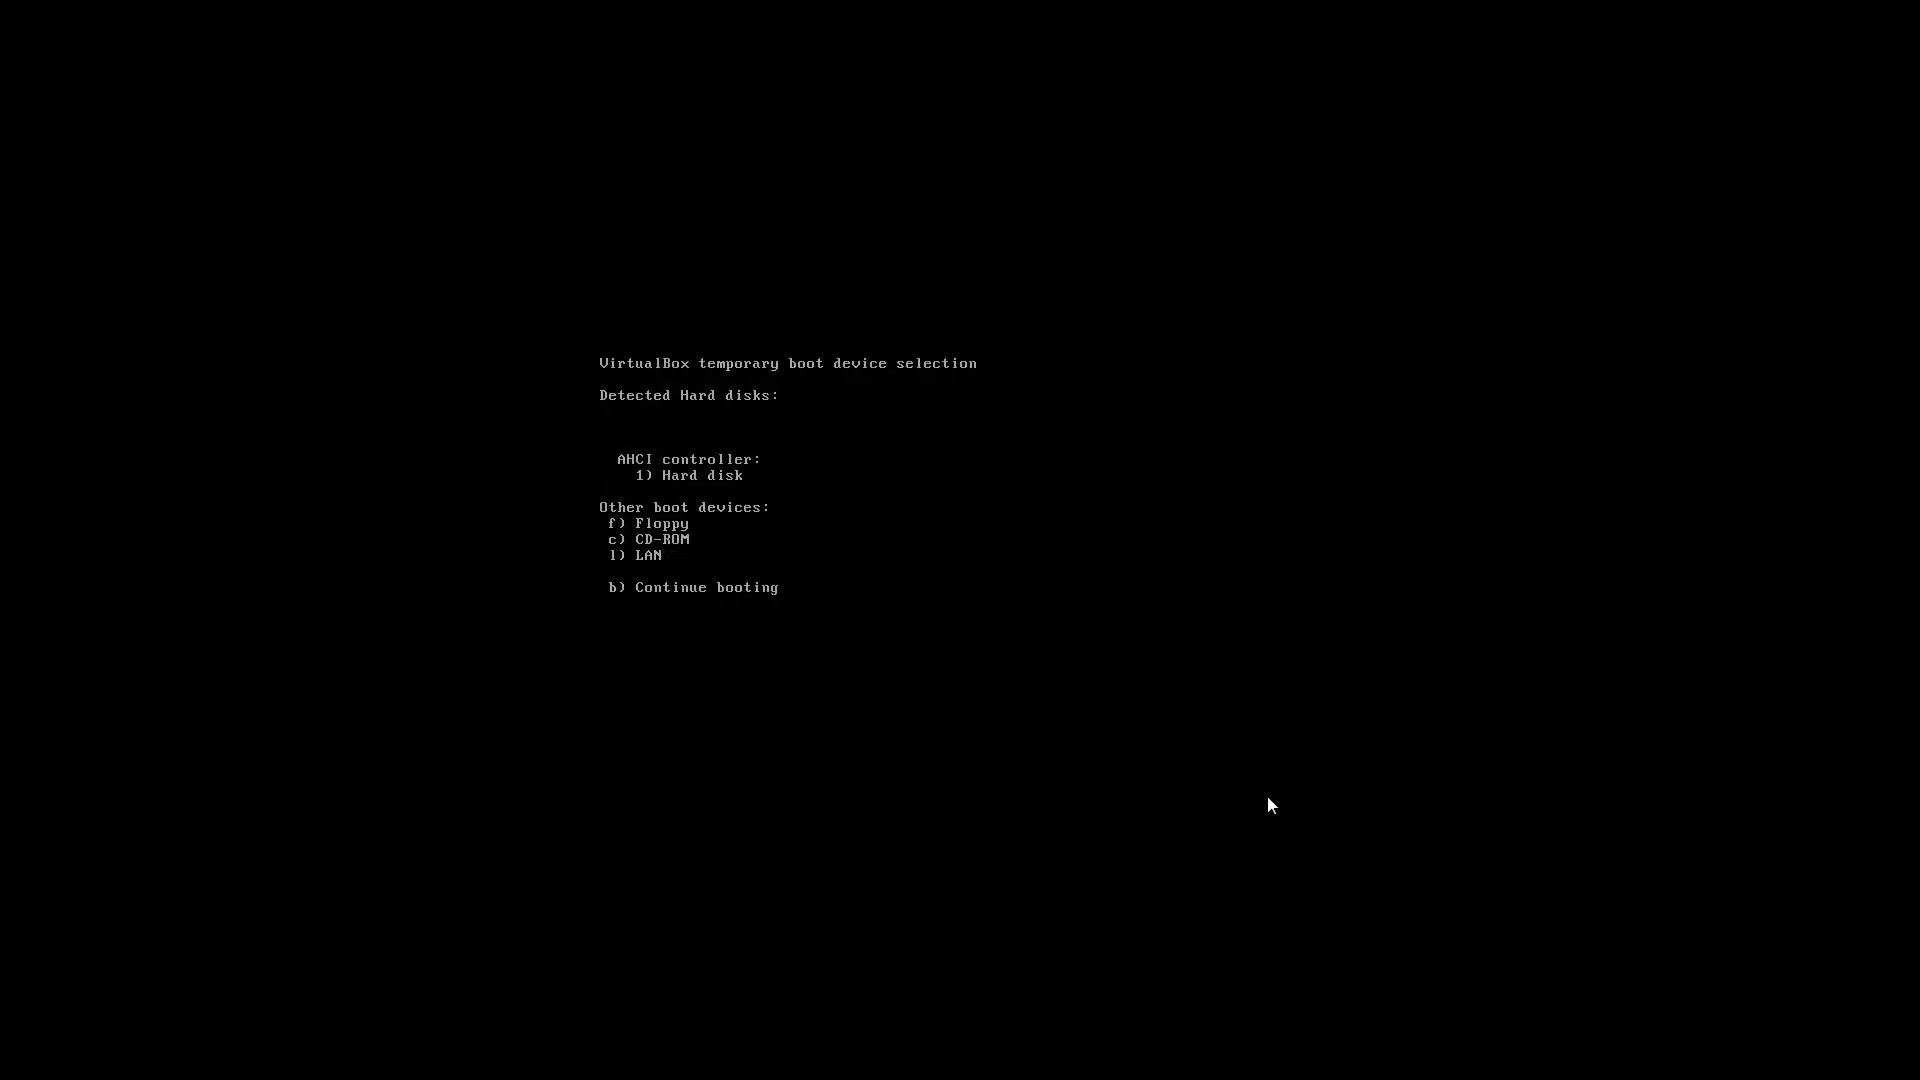 VirtualBox temporary boot device selection
Detected Hard disks:
AHCI controller:
1) Hard disk
Other boot devices:
f) Floppy
c) CD-ROM
l) LAN
b) Continue booting